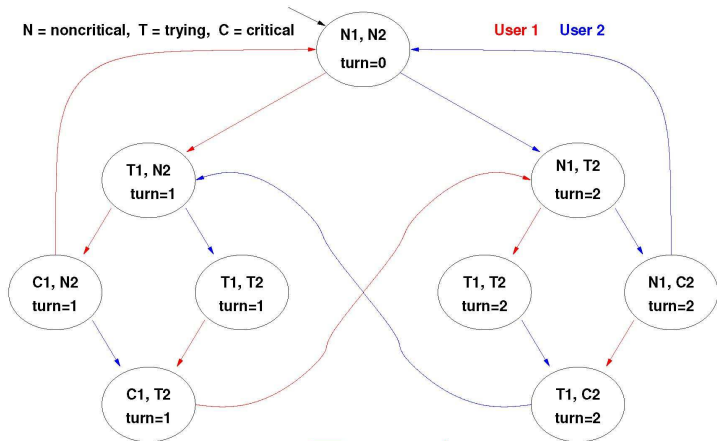 N = noncritical, T = trying, C = critical
User 1 User 2
N1, N2
turn=0
T1, N2
turn=1
N1, T2
turn=2
C1, N2
turn=1
T1, T2
turn=1
T1, T2
turn=2
N1, C2
turn=2
C1, T2
turn=1
T1, C2
turn=2